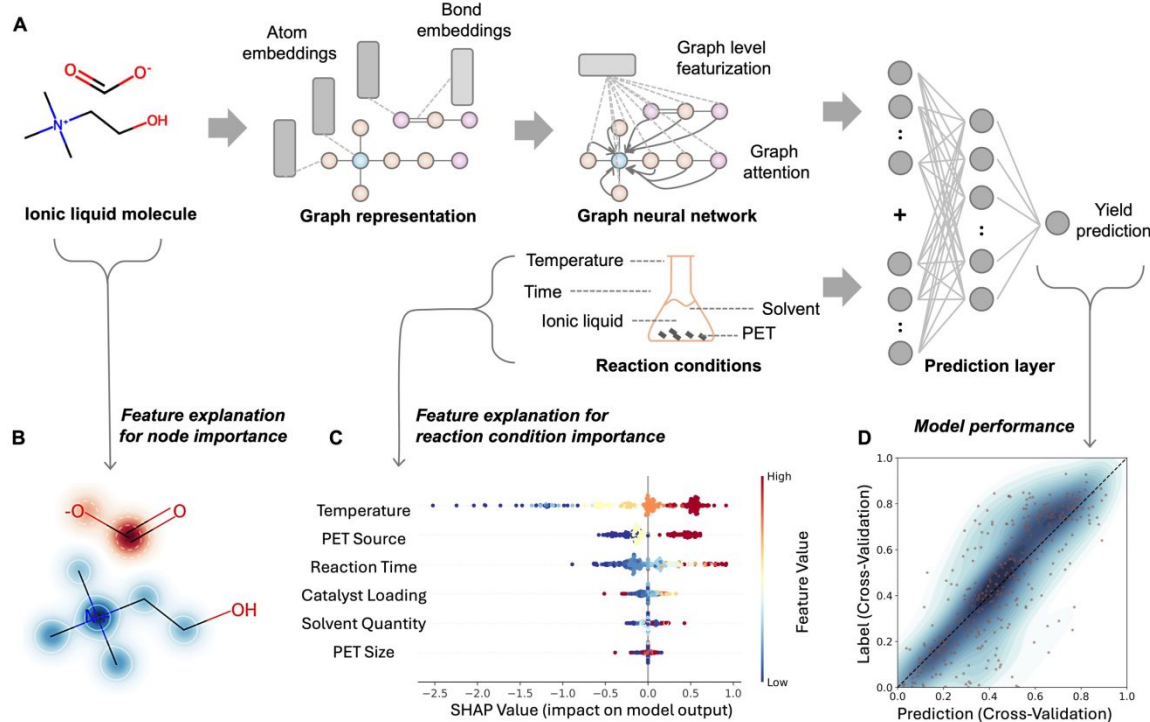 A
Atom
embeddings
Bond
embeddings
Graph level
featurization
Graph
attention
O
O-
N+
OH
Ionic liquid molecule
Graph representation
Graph neural network
:
+
:
:
Yield
prediction
Temperature
Time
Ionic liquid
Solvent
PET
Reaction conditions
Prediction layer
B
Feature explanation
for node importance
-O
O
N+
OH
C
Feature explanation for
reaction condition importance
Temperature
PET Source
Reaction Time
Catalyst Loading
Solvent Quantity
PET Size
-2.5 -2.0 -1.5 -1.0 -0.5 0.0 0.5 1.0
SHAP Value (impact on model output)
High
Feature Value
Low
Model performance
D
Label (Cross-Validation)
1.0
0.8
0.6
0.4
0.2
0.0
0.0 0.2 0.4 0.6 0.8 1.0
Prediction (Cross-Validation)